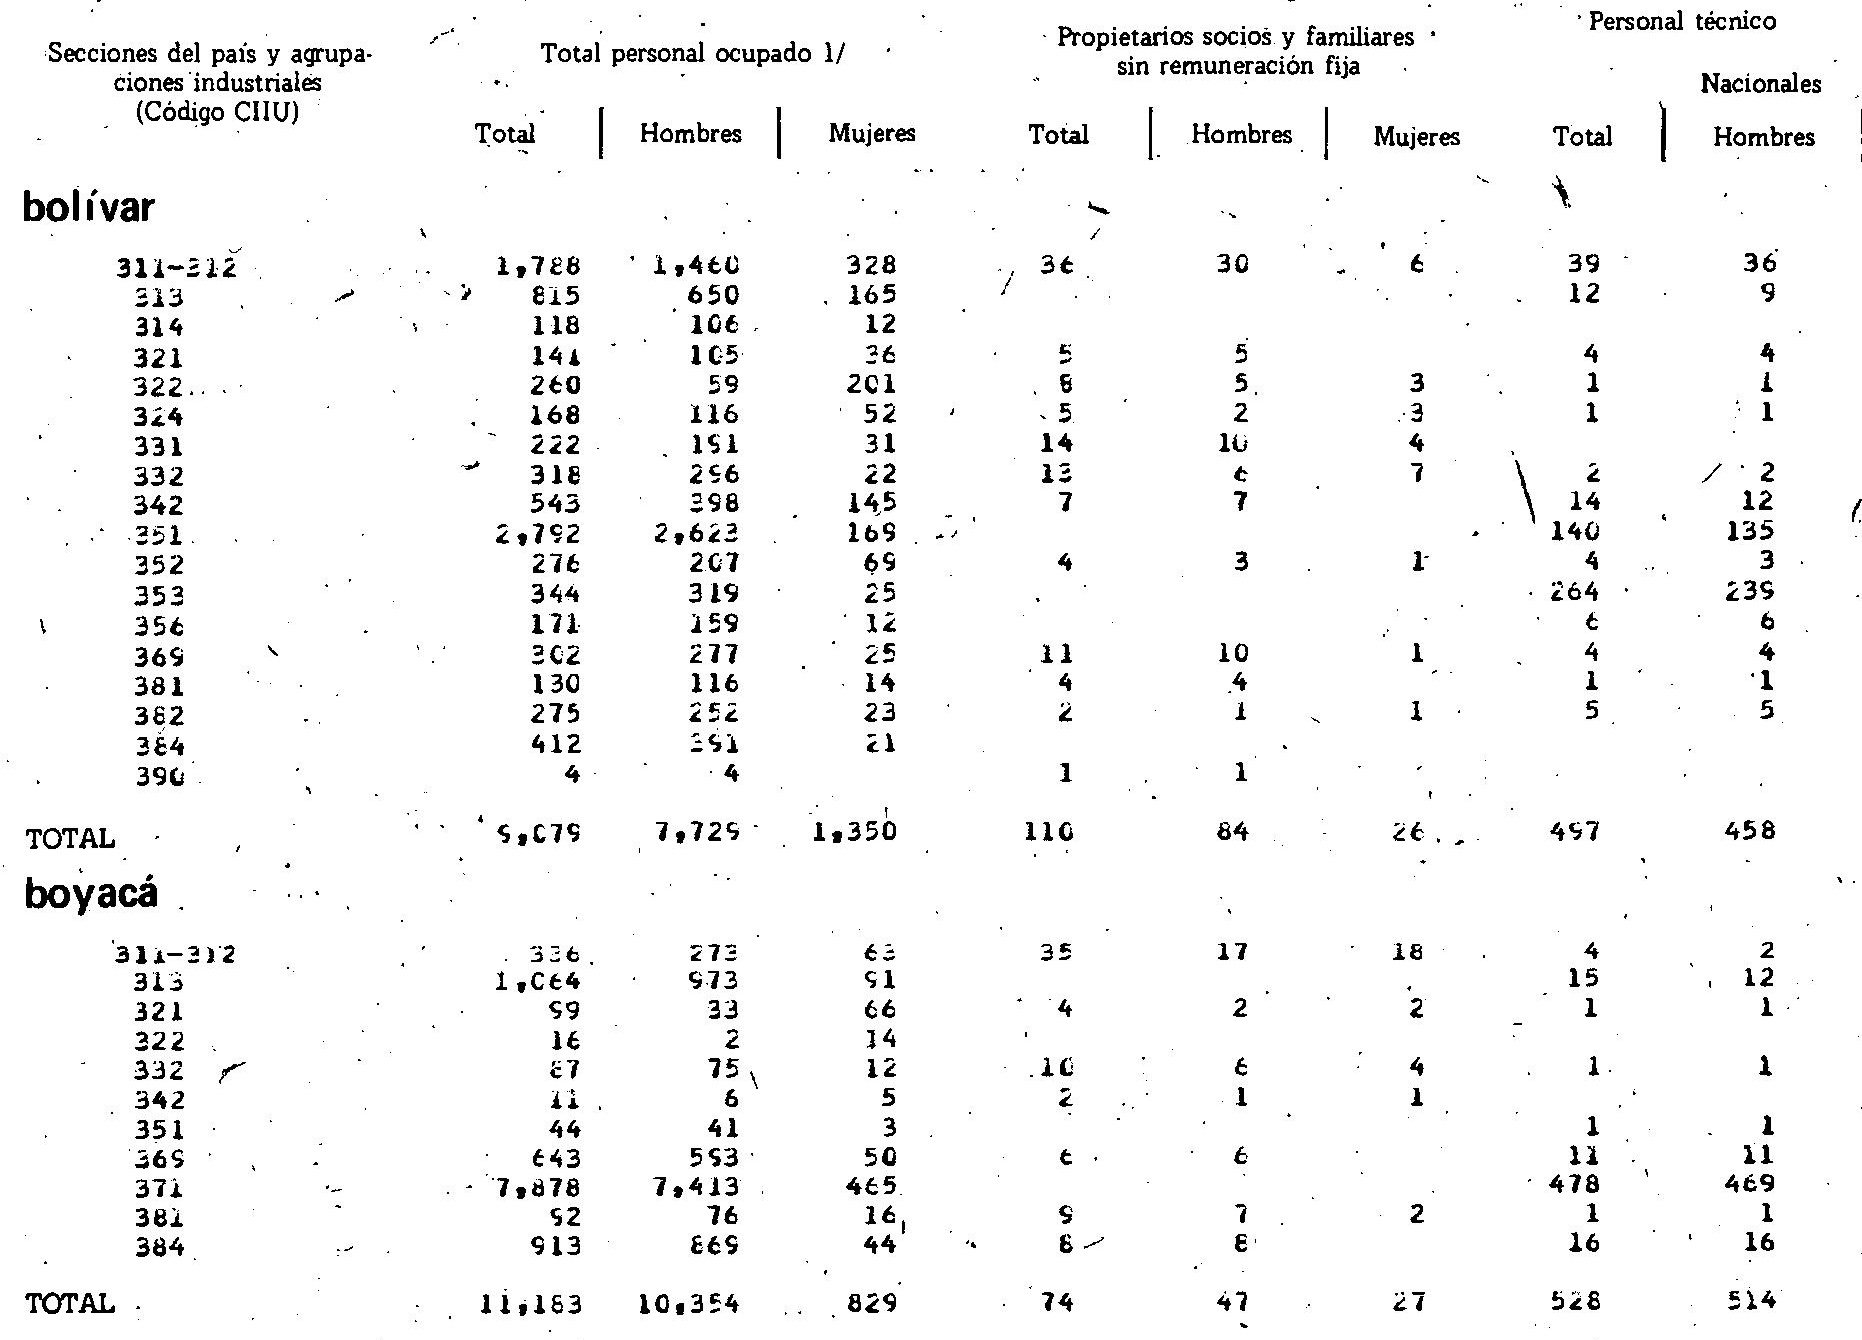 Personal técnico
Secciones del país y agrupa- Total personal ocupado 1/ Propietarios socios y familiares
ciones industriales sin remuneración fija Nacionales
(Código CIIU)
Total Hombres Mujeres Total Hombres Mujeres Total Hombres
bolívar
311-312 1,788 1,460 328 36 30 6 39 36
313 815 650 165 12 9
314 118 106 12
321 141 105 36 5 5 4 4
322 260 59 201 8 5 3 1 1
324 168 116 52 5 2 3 1 1
331 222 191 31 14 10 4
332 318 296 22 13 6 7 2 2
342 543 398 145 7 7 14 12
351 2,792 2,623 169 140 135
352 276 207 69 4 3 1 4 3
353 344 319 25 264 239
356 171 159 12 6 6
369 302 277 25 11 10 1 4 4
381 130 116 14 4 4 1 1
382 275 252 23 2 1 1 5 5
384 412 391 21
390 4 4 1 1
TOTAL 9,079 7,729 1,350 110 84 26 497 458
boyacá
311-312 336 273 63 35 17 18 4 2
313 1,064 973 91 15 12
321 99 33 66 4 2 2 1 1
322 16 2 14
332 87 75 12 10 6 4 1 1
342 11 6 5 2 1 1
351 44 41 3 1 1
369 643 593 50 6 6 11 11
371 7,878 7,413 465 478 469
381 92 76 16 9 7 2 1 1
384 913 869 44 8 8 16 16
TOTAL 11,183 10,354 829 74 47 27 528 514